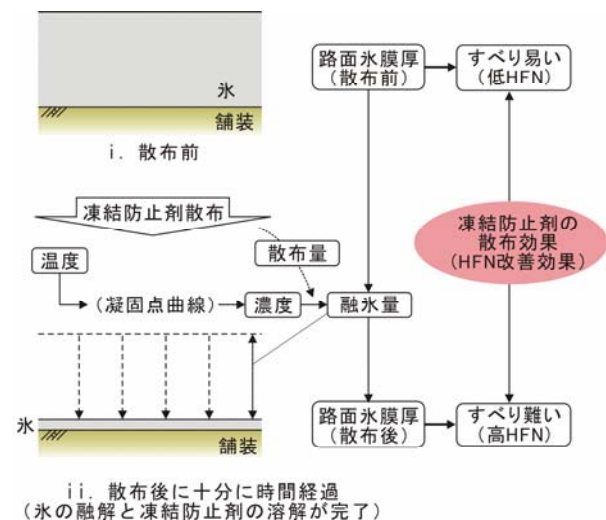 氷
舗装
i. 散布前
凍結防止剤散布
散布量
温度
(凝固点曲線)
濃度
融氷量
氷
舗装
ii. 散布後に十分に時間経過
(氷の融解と凍結防止剤の溶解が完了)
路面氷膜厚
(散布前)
すべり易い
(低HFN)
凍結防止剤の
散布効果
(HFN改善効果)
路面氷膜厚
(散布後)
すべり難い
(高HFN)